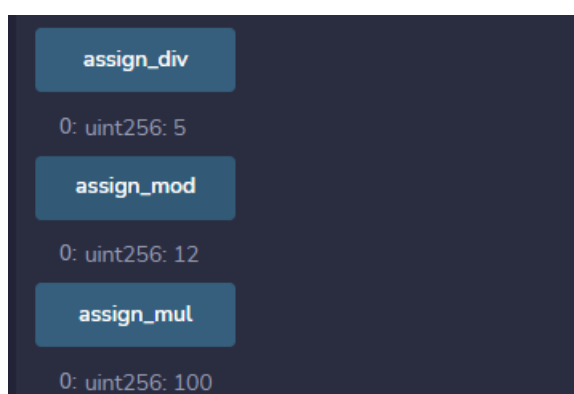 assign_div
0: uint256: 5
assign_mod
0: uint256: 12
assign_mul
0: uint256: 100